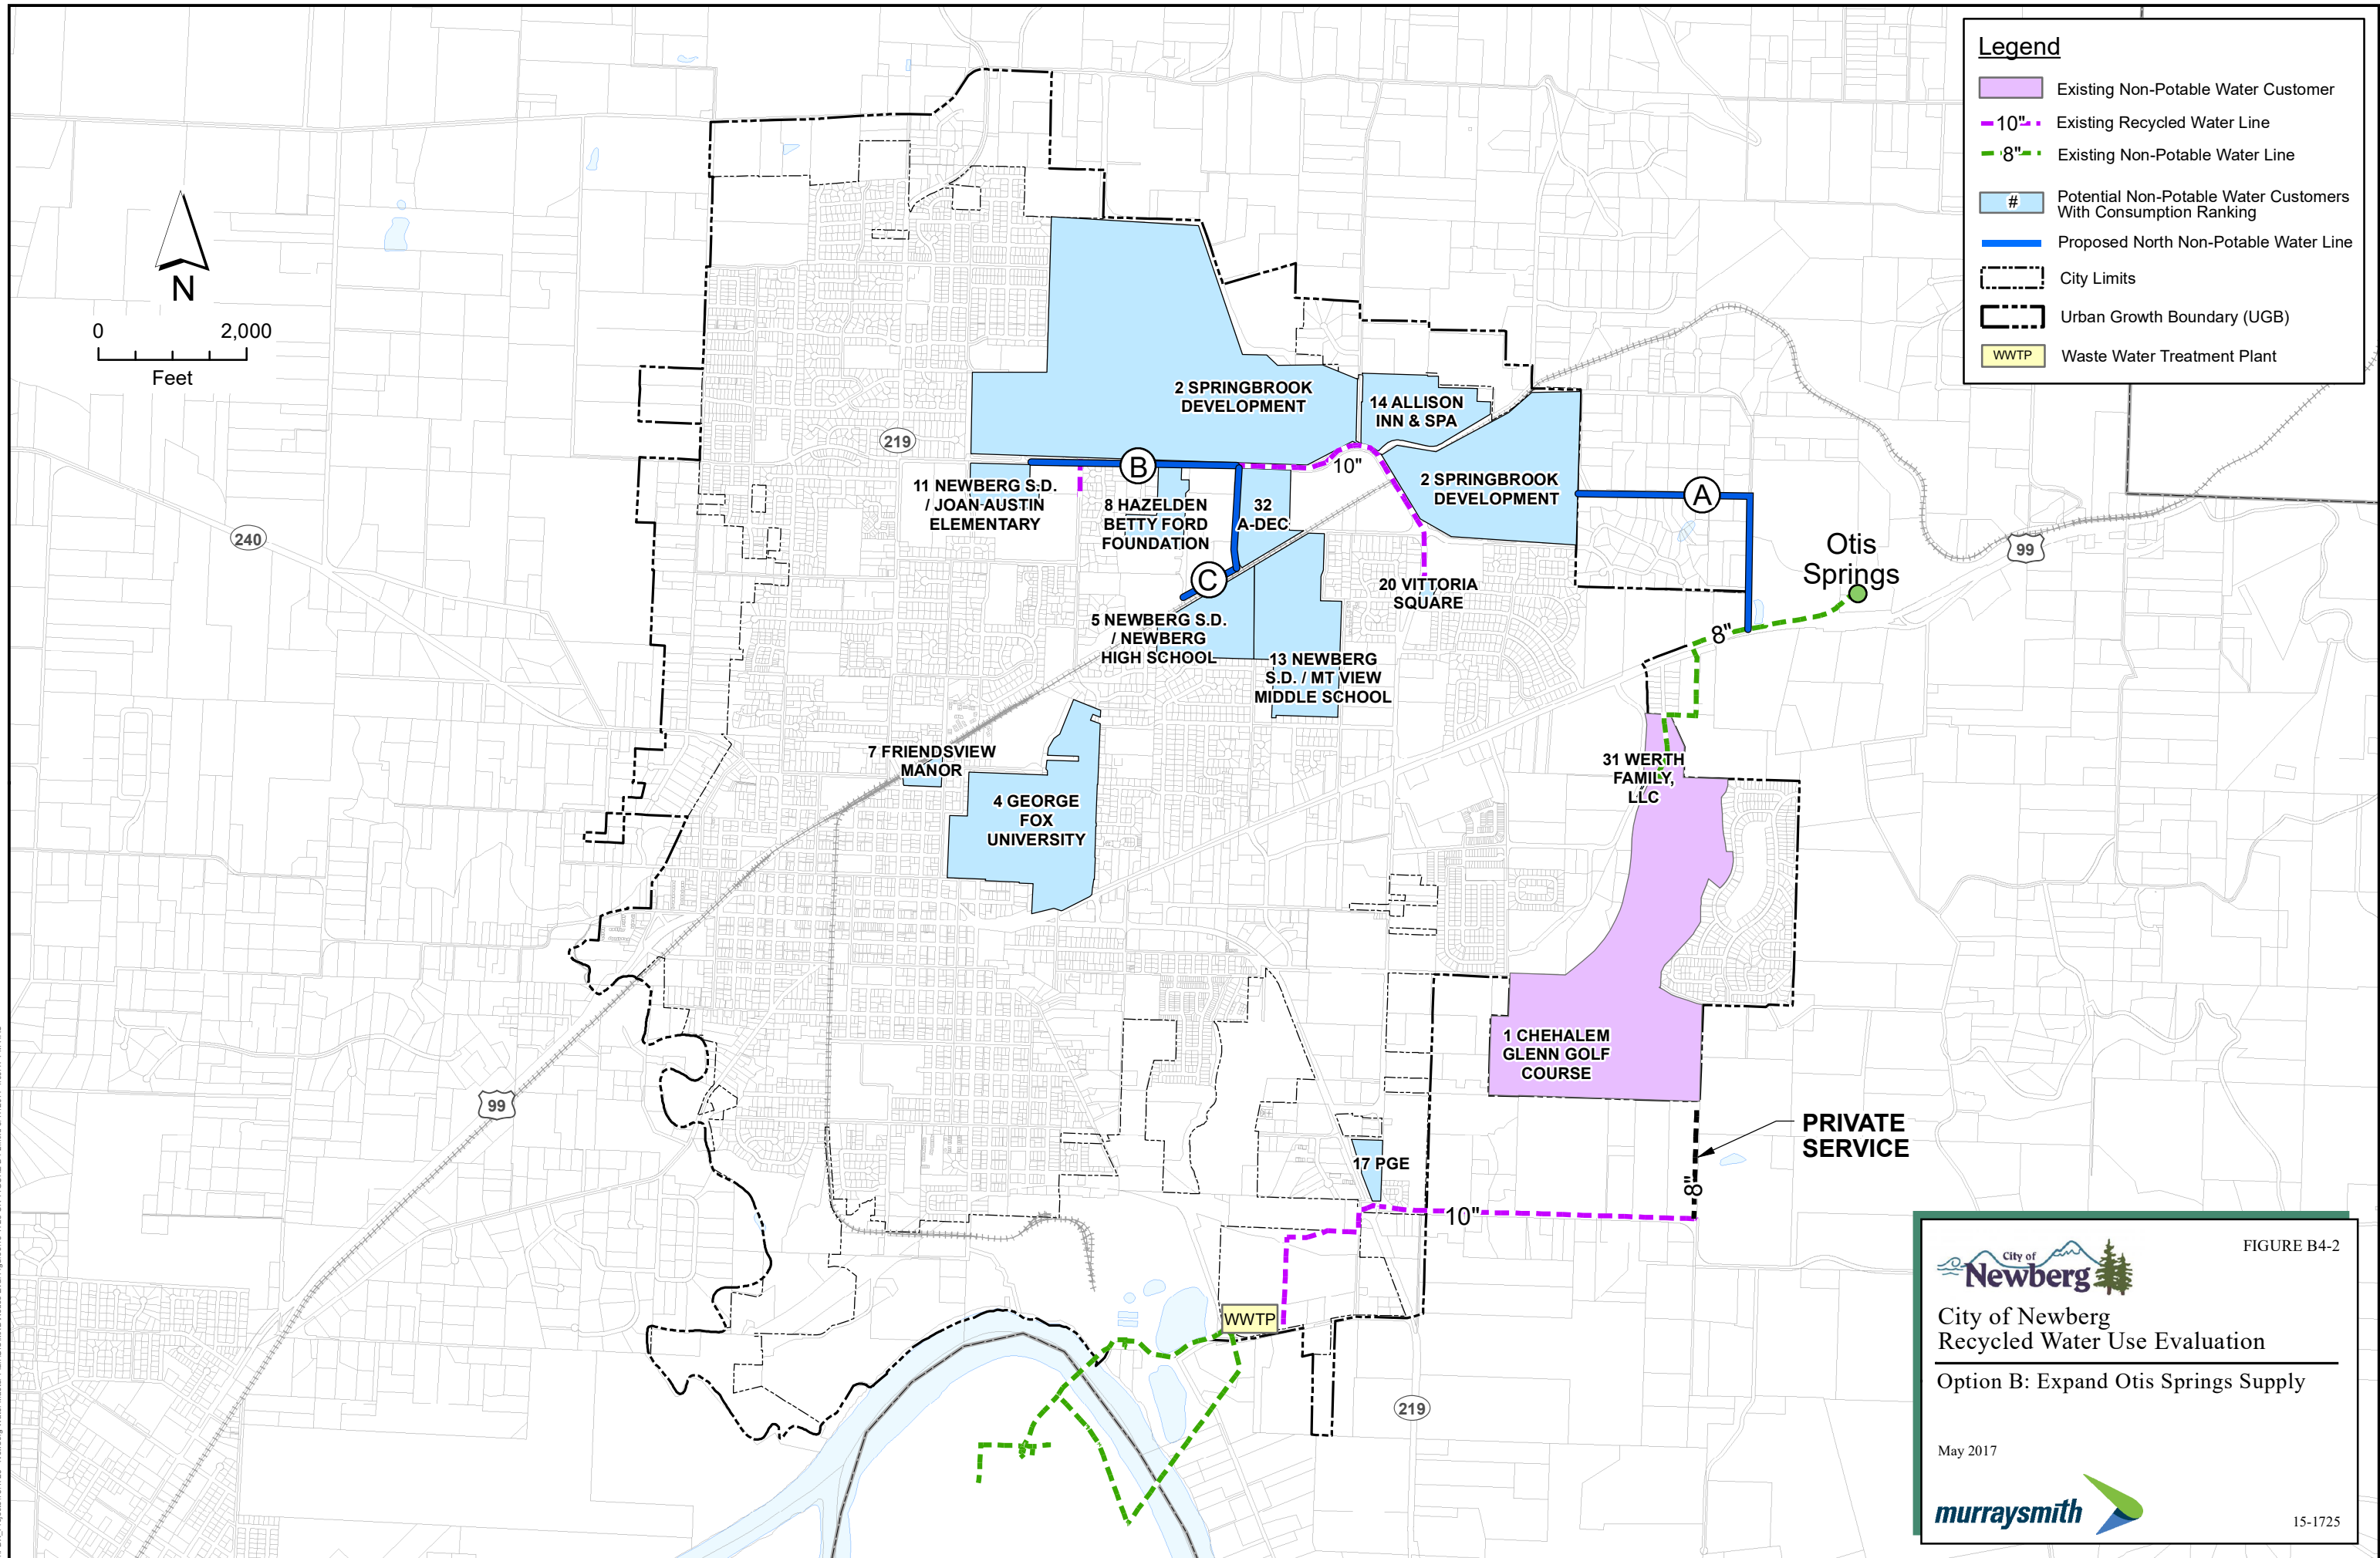 Legend
Existing Non-Potable Water Customer
10" Existing Recycled Water Line
8" Existing Non-Potable Water Line
# Potential Non-Potable Water Customers
With Consumption Ranking
Proposed North Non-Potable Water Line
City Limits
Urban Growth Boundary (UGB)
WWTP Waste Water Treatment Plant
N
0 2,000
Feet
2 SPRINGBROOK
DEVELOPMENT
14 ALLISON
INN & SPA
219
B
10"
11 NEWBERG S.D.
/ JOAN AUSTIN
ELEMENTARY
8 HAZELDEN
BETTY FORD
FOUNDATION
32
A-DEC
2 SPRINGBROOK
DEVELOPMENT
A
240
Otis
Springs
99
C
20 VITTORIA
SQUARE
5 NEWBERG S.D.
/ NEWBERG
HIGH SCHOOL
8"
13 NEWBERG
S.D. / MT VIEW
MIDDLE SCHOOL
7 FRIENDSVIEW
MANOR
31 WERTH
FAMILY,
LLC
4 GEORGE
FOX
UNIVERSITY
1 CHEHALEM
GLENN GOLF
COURSE
99
PRIVATE
SERVICE
17 PGE
8"
10"
WWTP
219
FIGURE B4-2
City of
Newberg
City of Newberg
Recycled Water Use Evaluation
Option B: Expand Otis Springs Supply
May 2017
murraysmith
15-1725